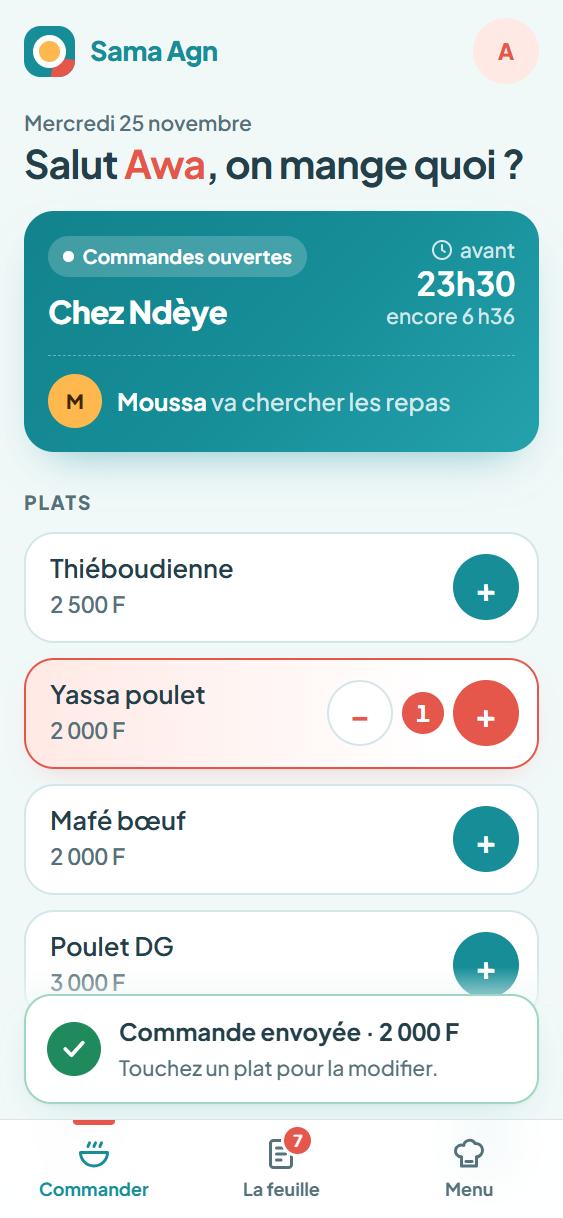 Sama Agn
A
Mercredi 25 novembre
Salut Awa, on mange quoi ?
Commandes ouvertes
avant
23h30
Chez Ndèye
encore 6 h36
M
Moussa va chercher les repas
PLATS
Thiéboudienne
2 500 F
+
Yassa poulet
2 000 F
− 1 +
Mafé bœuf
2 000 F
+
Poulet DG
3 000 F
+
Commande envoyée · 2 000 F
Touchez un plat pour la modifier.
7
Commander
La feuille
Menu